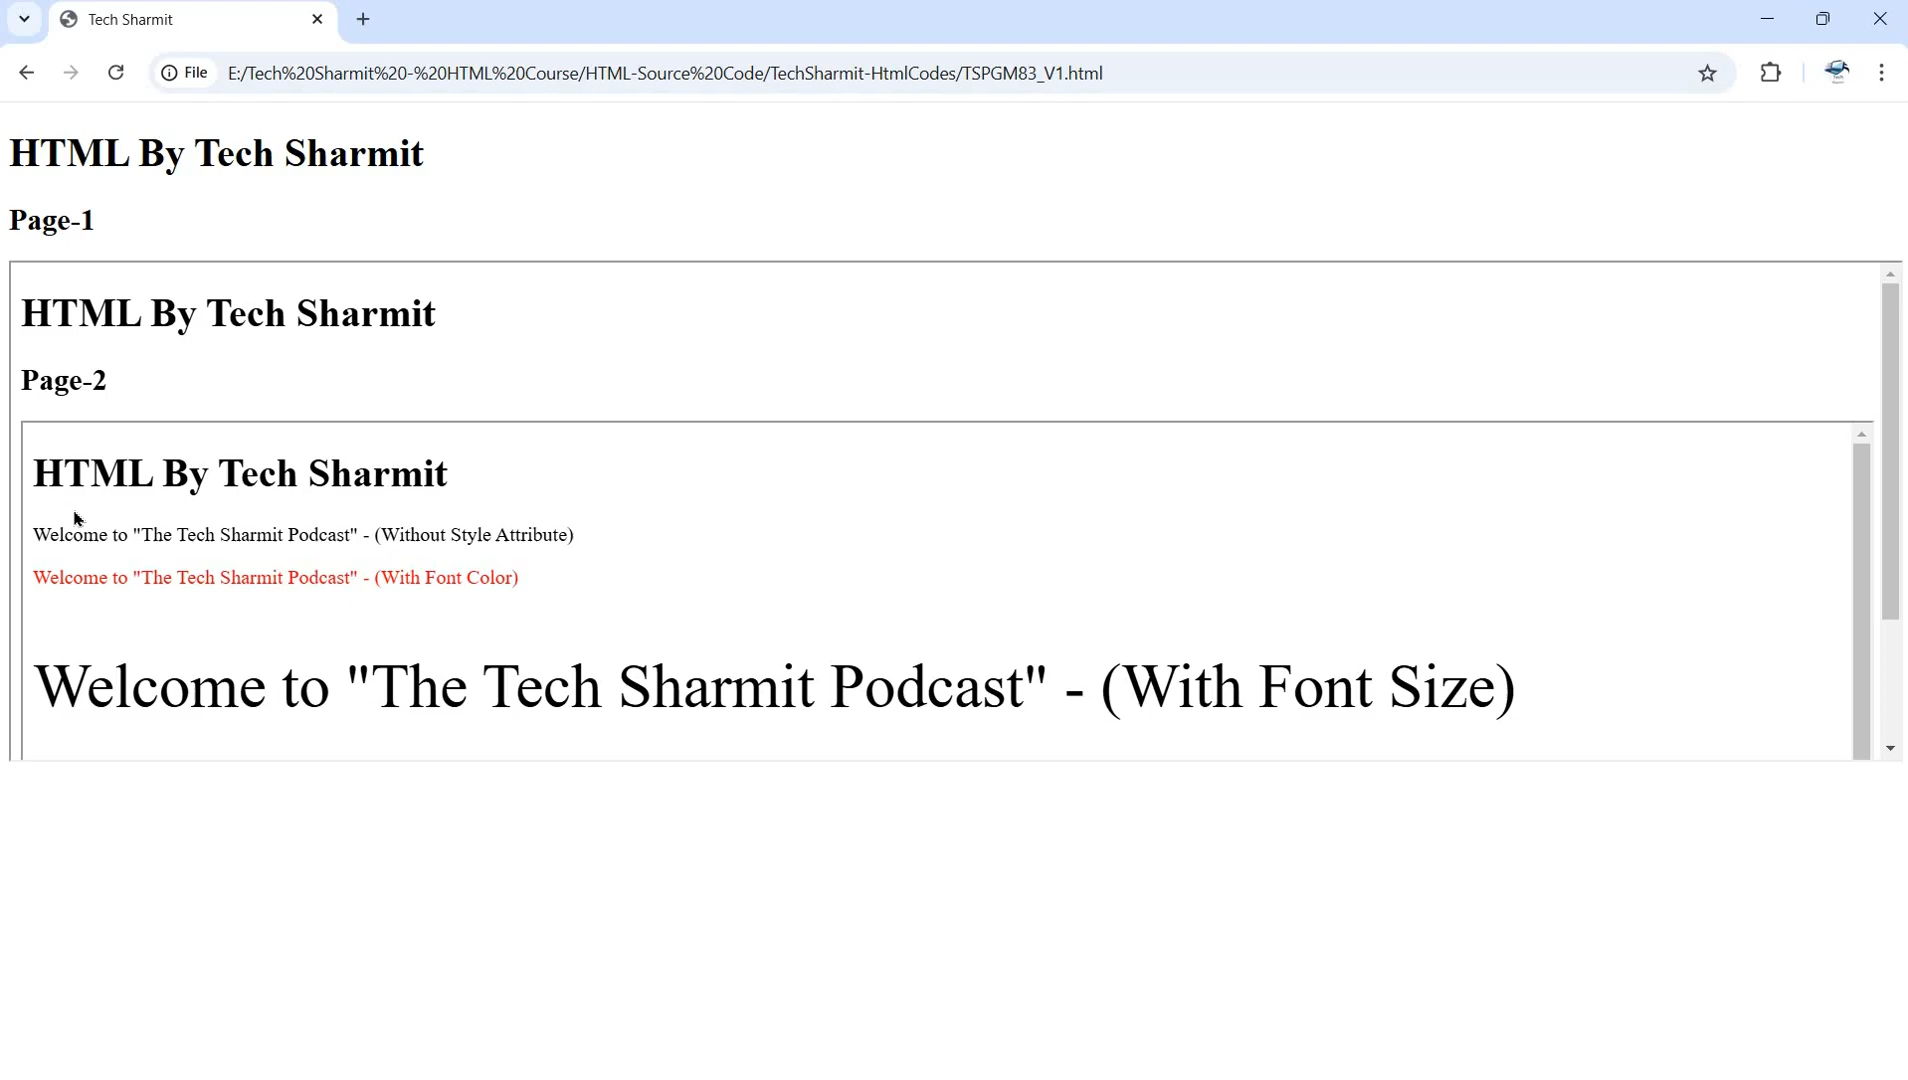 Tech Sharmit
File
E:/Tech%20Sharmit%20-%20HTML%20Course/HTML-Source%20Code/TechSharmit-HtmlCodes/TSPGM83_V1.html
HTML By Tech Sharmit
Page-1
HTML By Tech Sharmit
Page-2
HTML By Tech Sharmit
Welcome to "The Tech Sharmit Podcast" - (Without Style Attribute)
Welcome to "The Tech Sharmit Podcast" - (With Font Color)
Welcome to "The Tech Sharmit Podcast" - (With Font Size)